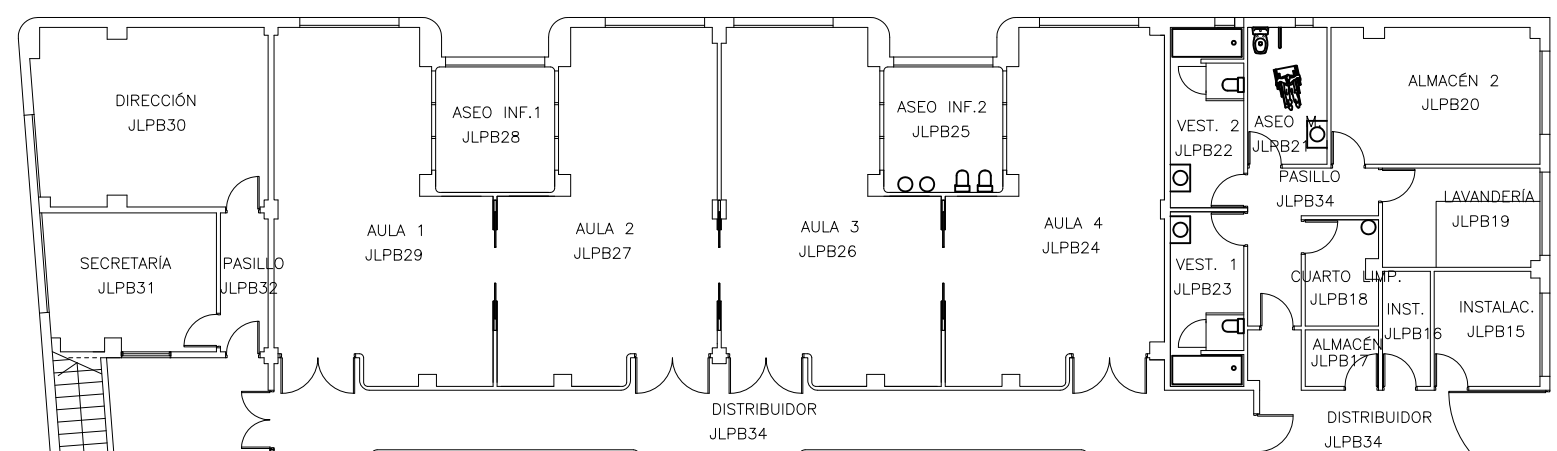 DIRECCIÓN
JLPB30
ASEO INF.1
JLPB28
ASEO INF.2
JLPB25
VEST. 2
JLPB22
ASEO M.
JLPB21
ALMACÉN 2
JLPB20
PASILLO
JLPB34
LAVANDERÍA
JLPB19
SECRETARÍA
JLPB31
PASILLO
JLPB32
AULA 1
JLPB29
AULA 2
JLPB27
AULA 3
JLPB26
AULA 4
JLPB24
VEST. 1
JLPB23
CUARTO LIMP.
JLPB18
INST.
JLPB16
INSTALAC.
JLPB15
ALMACÉN
JLPB17
DISTRIBUIDOR
JLPB34
DISTRIBUIDOR
JLPB34